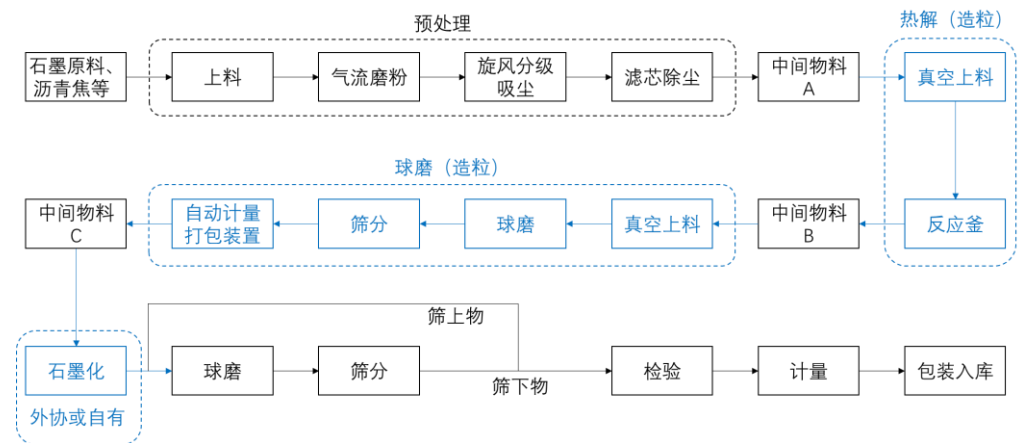 预处理
热解（造粒）
石墨原料、
沥青焦等
上料
气流磨粉
旋风分级
吸尘
滤芯除尘
中间物料
A
真空上料
球磨（造粒）
中间物料
C
自动计量
打包装置
筛分
球磨
真空上料
中间物料
B
反应釜
筛上物
石墨化
球磨
筛分
筛下物
检验
计量
包装入库
外协或自有